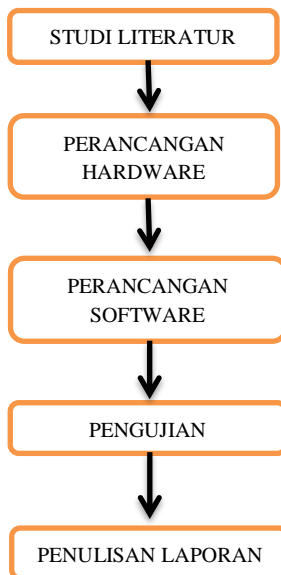 STUDI LITERATUR
PERANCANGAN
HARDWARE
PERANCANGAN
SOFTWARE
PENGUJIAN
PENULISAN LAPORAN